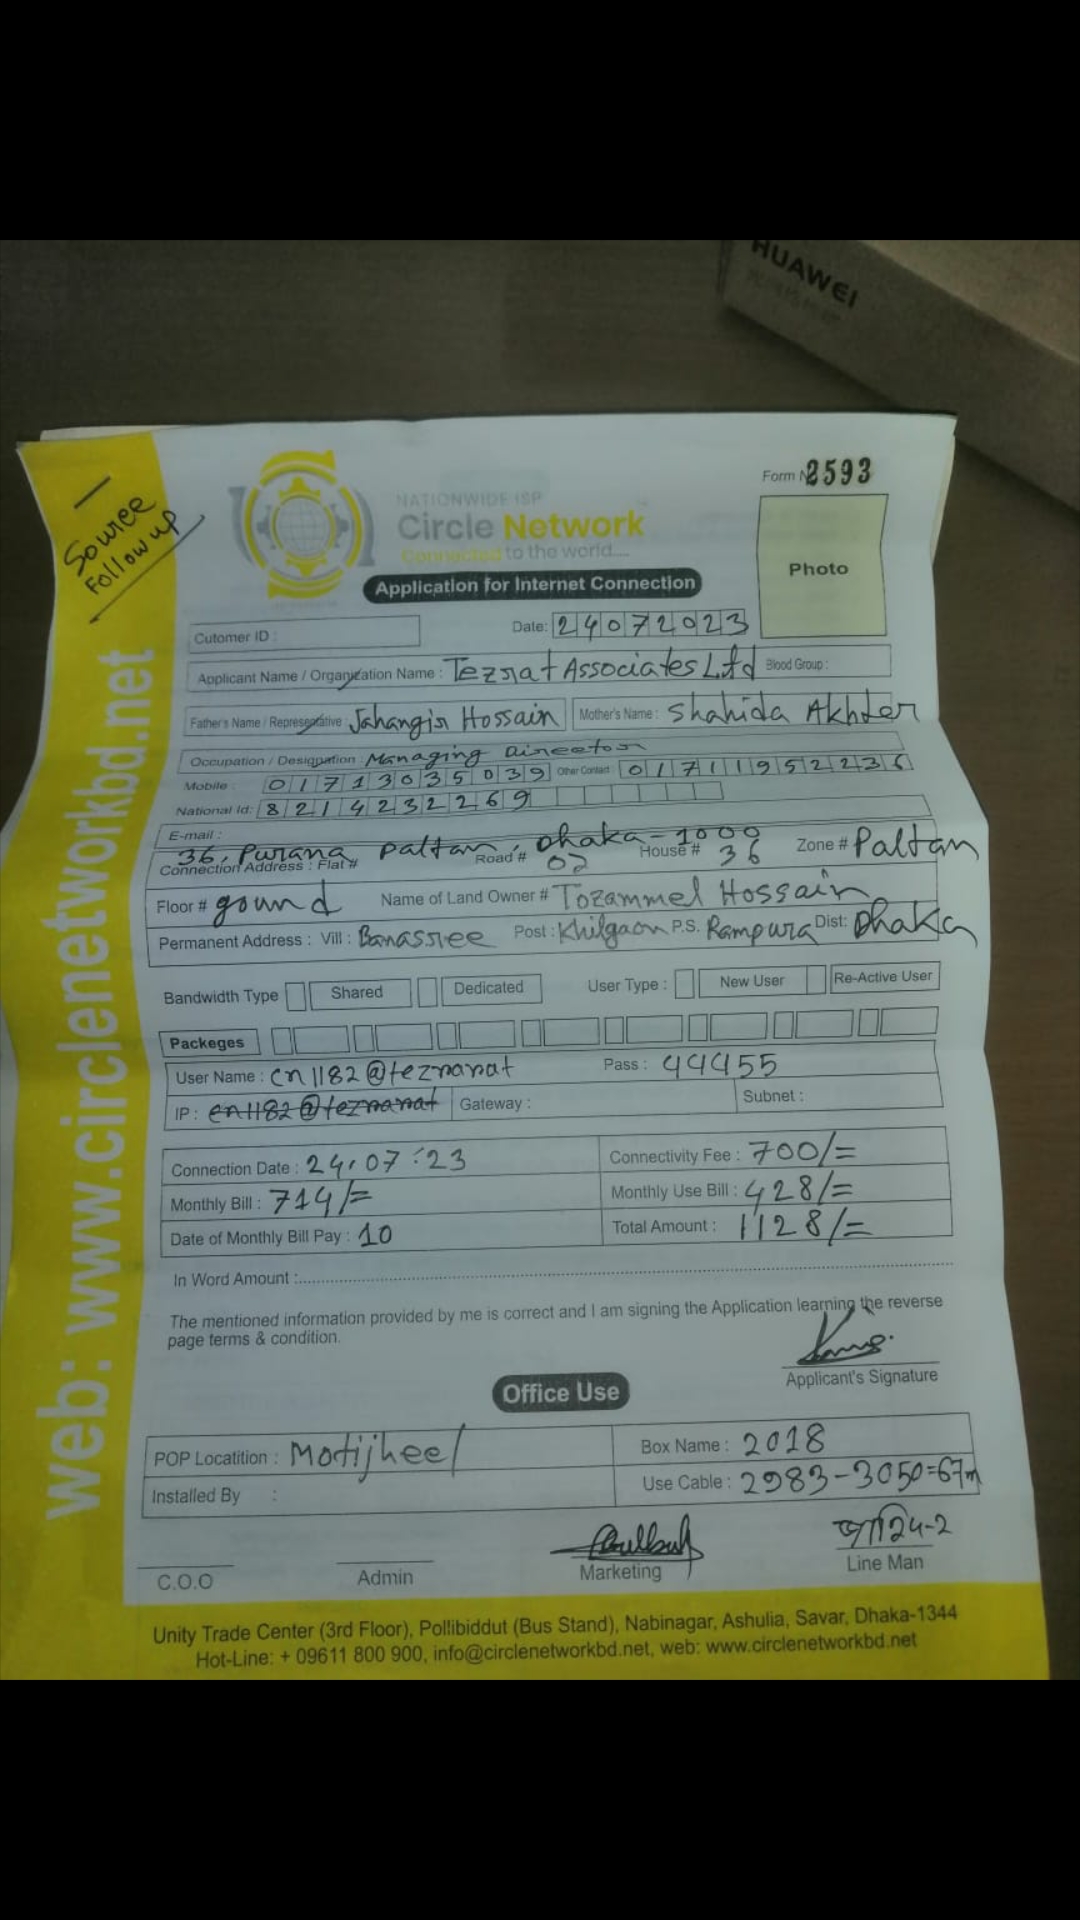 HUAWEI
Source
Follow up
web: www.circlenetworkbd.net
Form N 3593
NATIONWIDE ISP
Circle Network
Connected to the world....
Photo
Application for Internet Connection
Cutomer ID :
Date: 24072023
Applicant Name / Organization Name : Associates Ltd Blood Group :
Father's Name / Representative : Jahangir Hossain Mother's Name : Shahida Akhter
Occupation / Designation : Managing Director
Mobile : 01713035039 Other Contact : 01711952236
National Id: 8214232269
E-mail :
36, Purana Paltan, Dhaka-1000
Connection Address : Flat # Road # 02 House # 36 Zone # Paltan
Floor # gound Name of Land Owner # Tozammel Hossain
Permanent Address : Vill : Banasree Post : Khilgaon P.S. Rampura Dist: Dhaka
Bandwidth Type Shared Dedicated User Type : New User Re-Active User
Packeges
User Name : Pass : 44455
IP : Gateway : Subnet :
Connection Date : 24.07.23 Connectivity Fee : 700/=
Monthly Bill : 714/= Monthly Use Bill : 428/=
Date of Monthly Bill Pay : 10 Total Amount : 1128/=
In Word Amount :
The mentioned information provided by me is correct and I am signing the Application learning the reverse
page terms & condition.
Applicant's Signature
Office Use
POP Locatition : Motijheel Box Name : 2018
Installed By : Use Cable : 2983-3050=67m
C.O.O Admin Marketing Line Man
Unity Trade Center (3rd Floor), Pollibiddut (Bus Stand), Nabinagar, Ashulia, Savar, Dhaka-1344
Hot-Line: + 09611 800 900, info@circlenetworkbd.net, web: www.circlenetworkbd.net